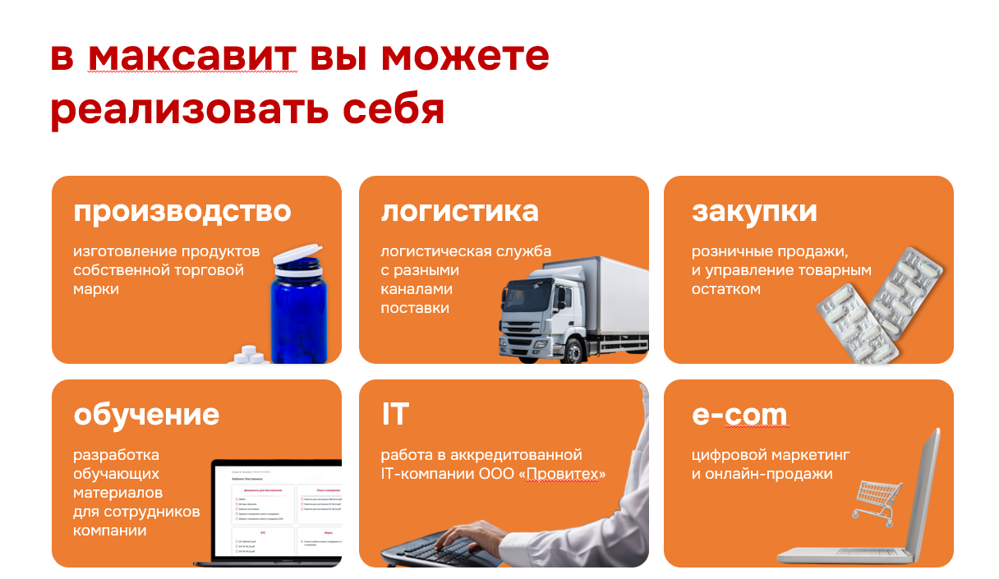 в максавит вы можете
реализовать себя
производство
изготовление продуктов
собственной торговой
марки
логистика
логистическая служба
с разными
каналами
поставки
закупки
розничные продажи,
и управление товарным
остатком
обучение
разработка
обучающих
материалов
для сотрудников
компании
Кабинет Наставника
IT
работа в аккредитованной
IT-компании ООО «Провитех»
e-com
цифровой маркетинг
и онлайн-продажи